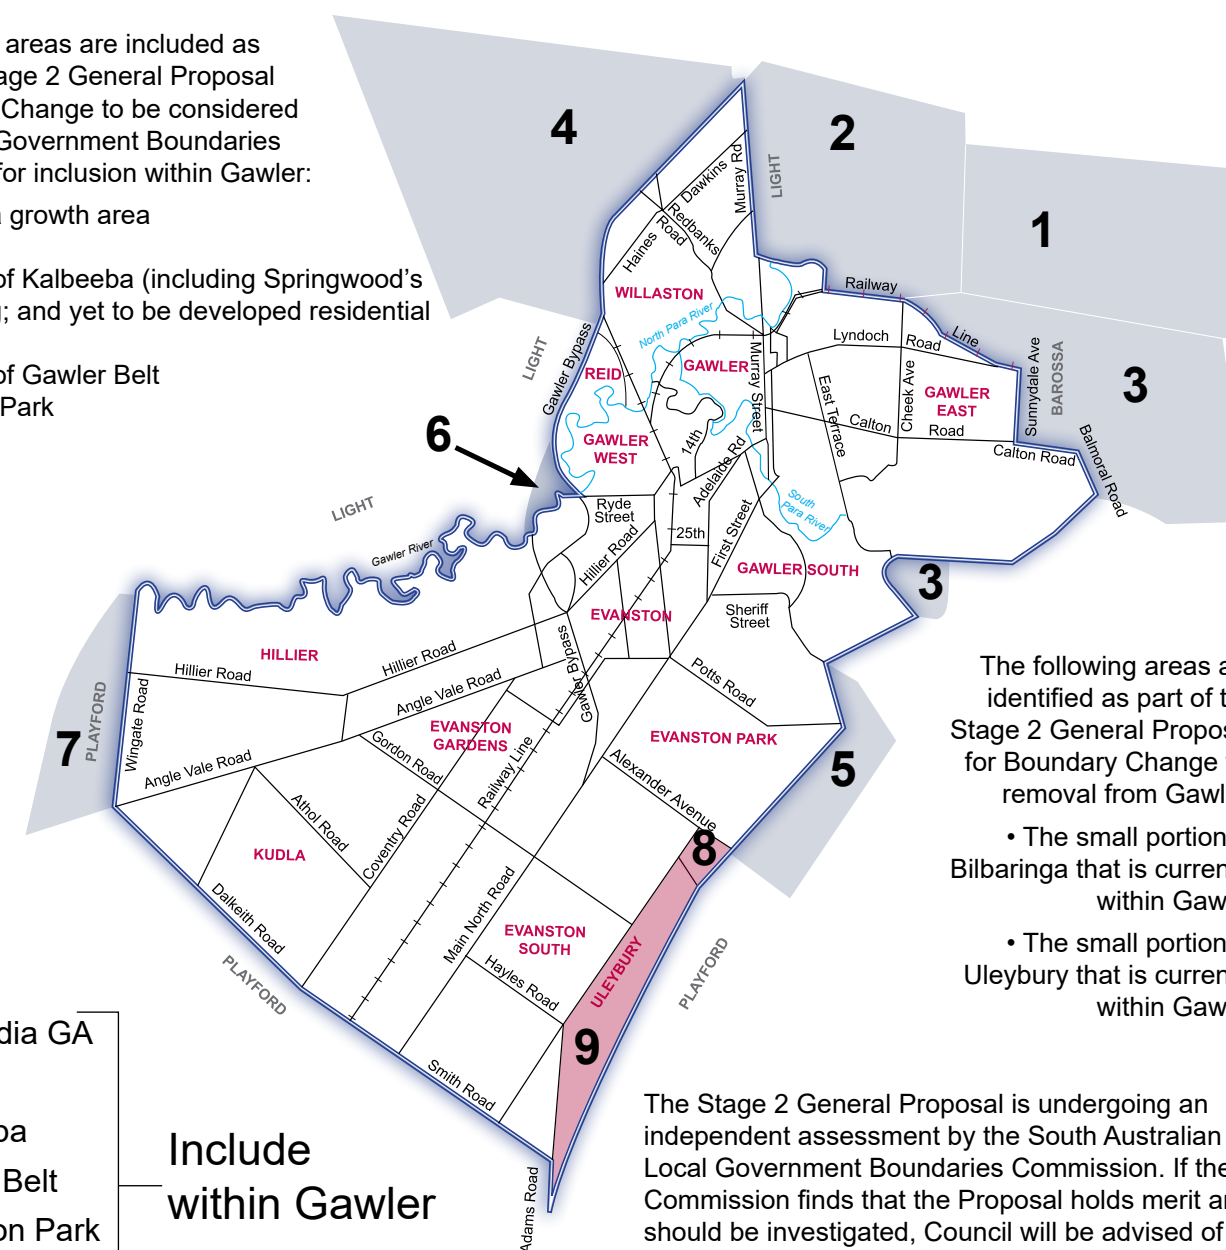 areas are included as
age 2 General Proposal
Change to be considered
Government Boundaries
for inclusion within Gawler:
growth area
of Kalbeeba (including Springwood's
; and yet to be developed residential
of Gawler Belt
Park
4
2
1
3
6
3
7
5
8
9
LIGHT
LIGHT
LIGHT
BAROSSA
PLAYFORD
PLAYFORD
PLAYFORD
Dawkins
Murray Rd
Redbanks
Road
Haines
WILLASTON
North Para River
Railway
Line
Lyndoch
Road
Gawler Bypass
REID
GAWLER
Murray Street
East Terrace
Cheek Ave
GAWLER
EAST
Sunnydale Ave
Calton
Road
Calton Road
Balmoral Road
GAWLER
WEST
14th
Adelaide Rd
South
Para River
Ryde
Street
25th
First Street
Hillier Road
GAWLER SOUTH
Gawler River
EVANSTON
Sheriff
Street
HILLIER
Hillier Road
Hillier Road
Gawler Bypass
Potts Road
Angle Vale Road
Wingate Road
EVANSTON
GARDENS
EVANSTON PARK
Gordon Road
Railway Line
Angle Vale Road
Alexander Avenue
Athol Road
Coventry Road
KUDLA
Dalkeith Road
Main North Road
EVANSTON
SOUTH
ULEYBURY
Hayles Road
Smith Road
Adams Road
The following areas a
identified as part of t
Stage 2 General Propos
for Boundary Change
removal from Gawl
• The small portion
Bilbaringa that is curren
within Gaw
• The small portion
Uleybury that is curren
within Gaw
dia GA
ba
Belt
on Park
Include
within Gawler
The Stage 2 General Proposal is undergoing an
independent assessment by the South Australian
Local Government Boundaries Commission. If the
Commission finds that the Proposal holds merit a
should be investigated, Council will be advised of